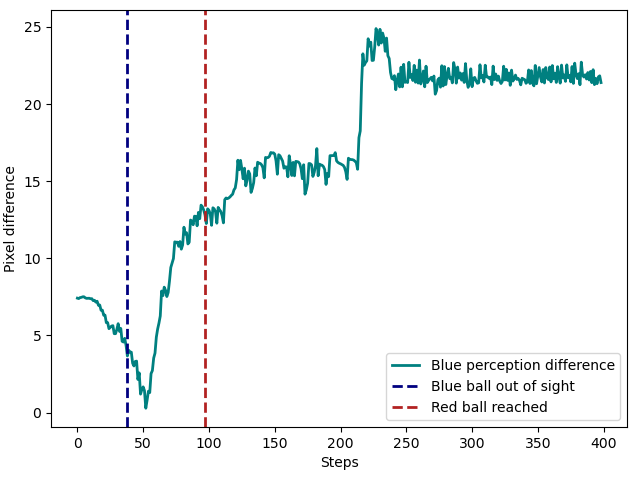 25
20
15
10
5
0
Pixel difference
Blue perception difference
Blue ball out of sight
Red ball reached
0 50 100 150 200 250 300 350 400
Steps